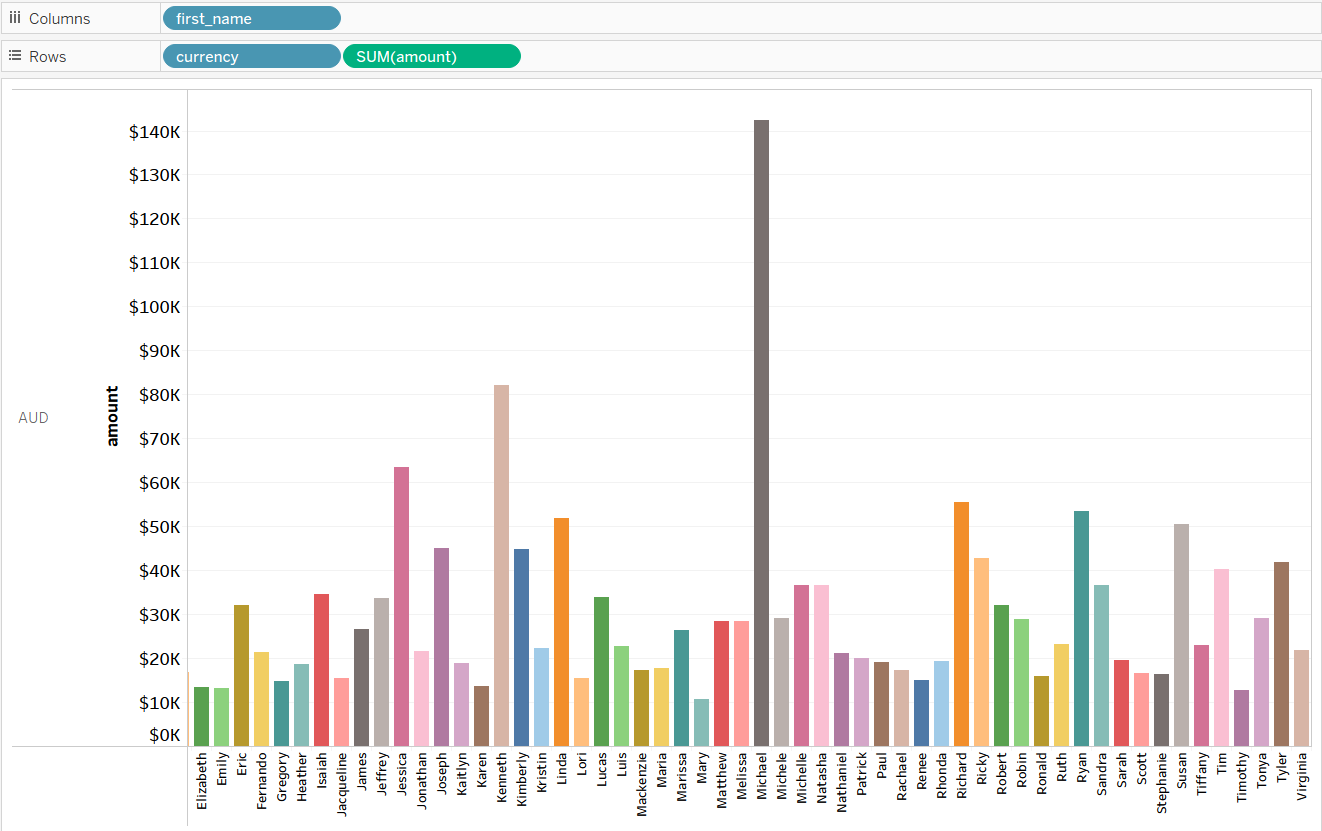 Columns
first_name
Rows
currency
SUM(amount)
$140K
$130K
$120K
$110K
$100K
$90K
$80K
$70K
$60K
$50K
$40K
$30K
$20K
$10K
$0K
AUD
amount
Elizabeth
Emily
Eric
Fernando
Gregory
Heather
Isaiah
Jacqueline
James
Jeffrey
Jessica
Jonathan
Joseph
Kaitlyn
Karen
Kenneth
Kimberly
Kristin
Linda
Lori
Lucas
Luis
Mackenzie
Maria
Marissa
Mary
Matthew
Melissa
Michael
Michele
Michelle
Natasha
Nathaniel
Patrick
Paul
Rachael
Renee
Rhonda
Richard
Ricky
Robert
Robin
Ronald
Ruth
Ryan
Sandra
Sarah
Scott
Stephanie
Susan
Tiffany
Tim
Timothy
Tonya
Tyler
Virginia